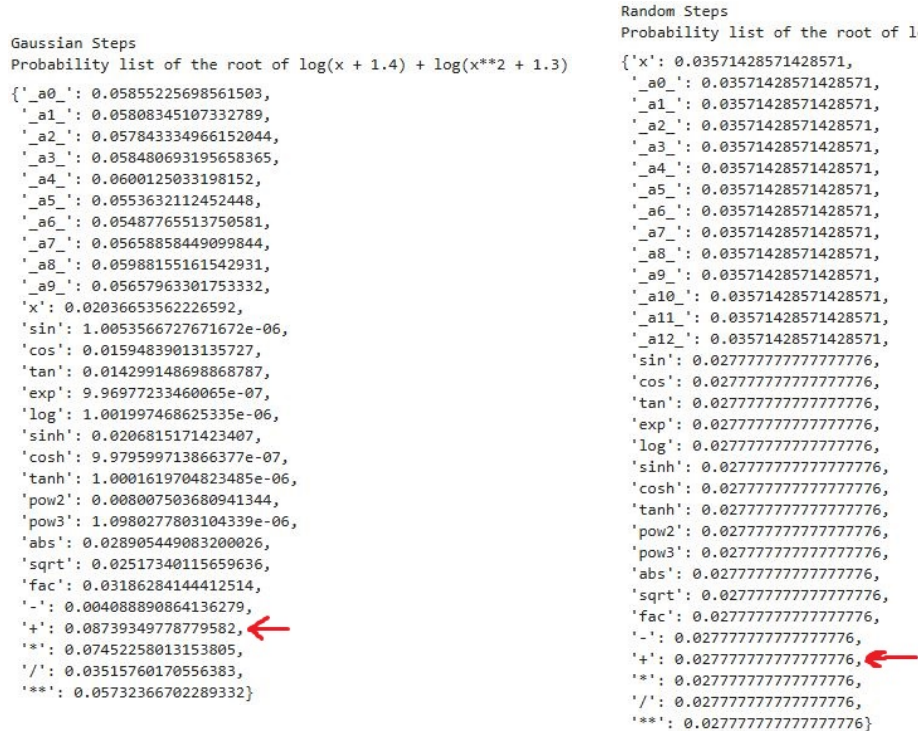 Gaussian Steps
Probability list of the root of log(x + 1.4) + log(x**2 + 1.3)
{'_a0_': 0.05855225698561503,
'_a1_': 0.05808345107332789,
'_a2_': 0.057843334966152044,
'_a3_': 0.058480693195658365,
'_a4_': 0.0600125033198152,
'_a5_': 0.0553632112452448,
'_a6_': 0.05487765513750581,
'_a7_': 0.05658858449099844,
'_a8_': 0.05988155161542931,
'_a9_': 0.05657963301753332,
'x': 0.02036653562226592,
'sin': 1.0053566727671672e-06,
'cos': 0.01594839013135727,
'tan': 0.014299148698868787,
'exp': 9.96977233460065e-07,
'log': 1.001997468625335e-06,
'sinh': 0.0206815171423407,
'cosh': 9.979599713866377e-07,
'tanh': 1.0001619704823485e-06,
'pow2': 0.008007503680941344,
'pow3': 1.0980277803104339e-06,
'abs': 0.028905449083200026,
'sqrt': 0.02517340115659636,
'fac': 0.03186284144412514,
'-': 0.004088890864136279,
'+': 0.08739349778779582,
'*': 0.07452258013153805,
'/': 0.03515760170556383,
'**': 0.05732366702289332}
Random Steps
Probability list of the root of
{'x': 0.03571428571428571,
'_a0_': 0.03571428571428571,
'_a1_': 0.03571428571428571,
'_a2_': 0.03571428571428571,
'_a3_': 0.03571428571428571,
'_a4_': 0.03571428571428571,
'_a5_': 0.03571428571428571,
'_a6_': 0.03571428571428571,
'_a7_': 0.03571428571428571,
'_a8_': 0.03571428571428571,
'_a9_': 0.03571428571428571,
'_a10_': 0.03571428571428571,
'_a11_': 0.03571428571428571,
'_a12_': 0.03571428571428571,
'sin': 0.027777777777777776,
'cos': 0.027777777777777776,
'tan': 0.027777777777777776,
'exp': 0.027777777777777776,
'log': 0.027777777777777776,
'sinh': 0.027777777777777776,
'cosh': 0.027777777777777776,
'tanh': 0.027777777777777776,
'pow2': 0.027777777777777776,
'pow3': 0.027777777777777776,
'abs': 0.027777777777777776,
'sqrt': 0.027777777777777776,
'fac': 0.027777777777777776,
'-': 0.027777777777777776,
'+': 0.027777777777777776,
'*': 0.027777777777777776,
'/': 0.027777777777777776,
'**': 0.027777777777777776}